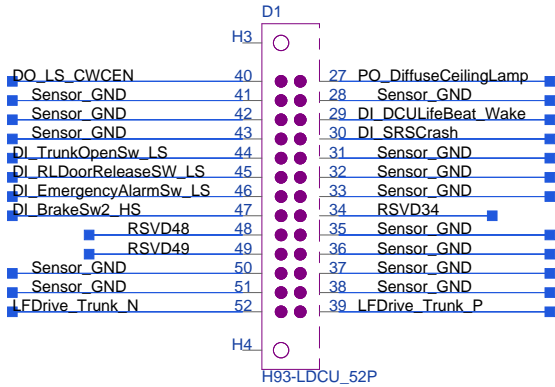 D1
H3
DO_LS_CWCEN 40 27 PO_DiffuseCeilingLamp
Sensor_GND 41 28 Sensor_GND
Sensor_GND 42 29 DI_DCULifeBeat_Wake
Sensor_GND 43 30 DI_SRSCrash
DI_TrunkOpenSw_LS 44 31 Sensor_GND
DI_RLDoorReleaseSW_LS 45 32 Sensor_GND
DI_EmergencyAlarmSw_LS 46 33 Sensor_GND
DI_BrakeSw2_HS 47 34 RSVD34
RSVD48 48 35 Sensor_GND
RSVD49 49 36 Sensor_GND
Sensor_GND 50 37 Sensor_GND
Sensor_GND 51 38 Sensor_GND
LFDrive_Trunk_N 52 39 LFDrive_Trunk_P
H4
H93-LDCU_52P